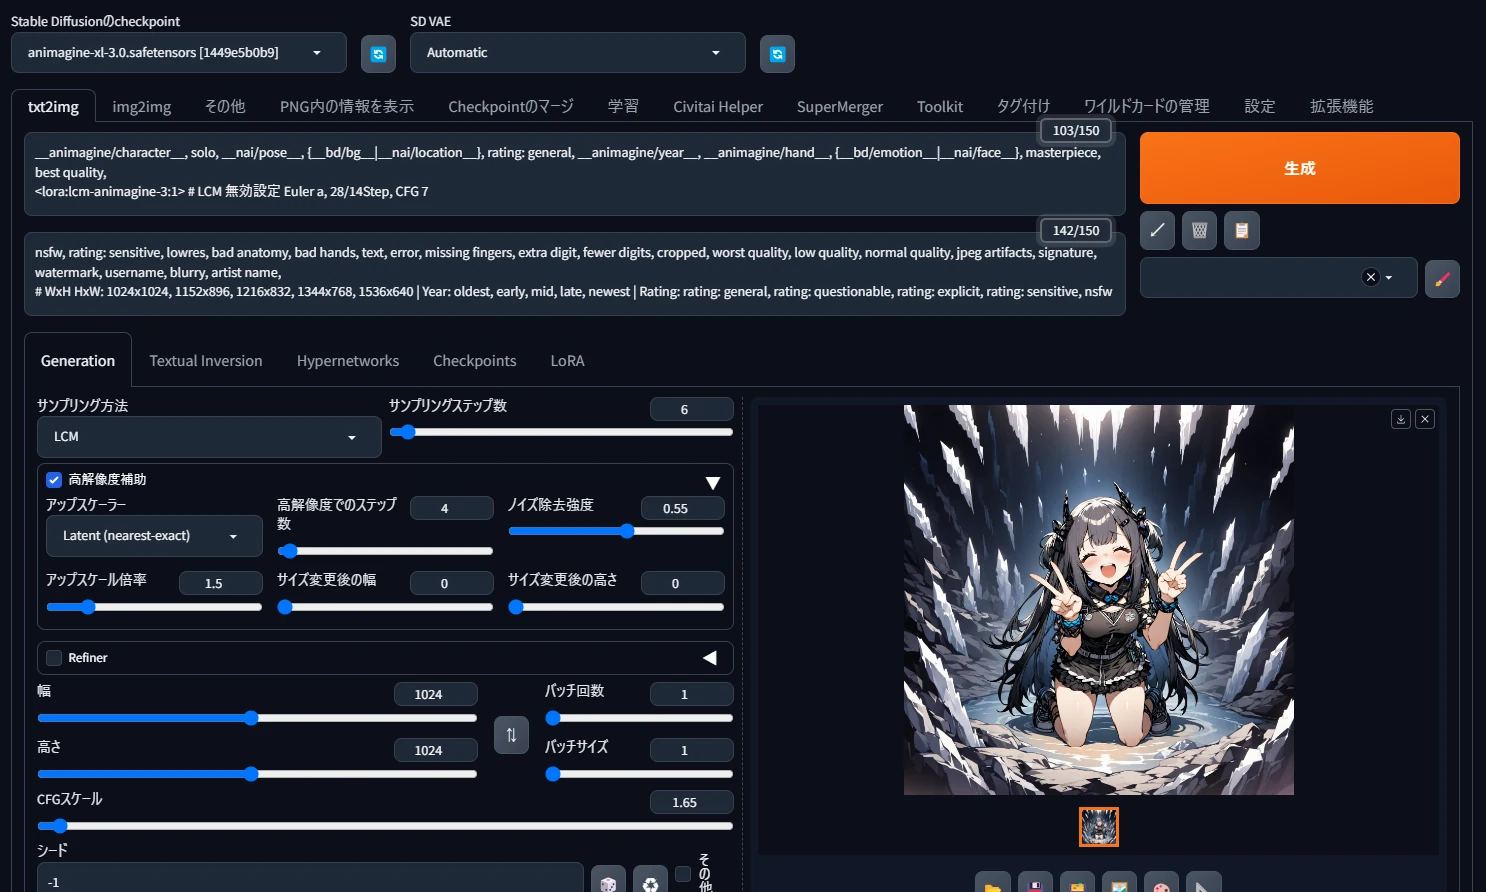 Stable Diffusionのcheckpoint
SD VAE
animagine-xl-3.0.safetensors [1449e5b0b9]
Automatic
txt2img
img2img
その他
PNG内の情報を表示
Checkpointのマージ
学習
Civitai Helper
SuperMerger
Toolkit
タグ付け
ワイルドカードの管理
設定
拡張機能
103/150
__animagine/character__, solo, __nai/pose__, {__bd/bg__|__nai/location__}, rating: general, __animagine/year__, __animagine/hand__, {__bd/emotion__|__nai/face__}, masterpiece,
best quality,
<lora:lcm-animagine-3:1> # LCM 無効設定 Euler a, 28/14Step, CFG 7
生成
142/150
nsfw, rating: sensitive, lowres, bad anatomy, bad hands, text, error, missing fingers, extra digit, fewer digits, cropped, worst quality, low quality, normal quality, jpeg artifacts, signature,
watermark, username, blurry, artist name,
# WxH HxW: 1024x1024, 1152x896, 1216x832, 1344x768, 1536x640 | Year: oldest, early, mid, late, newest | Rating: rating: general, rating: questionable, rating: explicit, rating: sensitive, nsfw
Generation
Textual Inversion
Hypernetworks
Checkpoints
LoRA
サンプリング方法
サンプリングステップ数
6
LCM
高解像度補助
アップスケーラー
高解像度でのステップ
数
4
ノイズ除去強度
0.55
Latent (nearest-exact)
アップスケール倍率
1.5
サイズ変更後の幅
0
サイズ変更後の高さ
0
Refiner
幅
1024
バッチ回数
1
高さ
1024
バッチサイズ
1
CFGスケール
1.65
シード
-1
そ
の
他